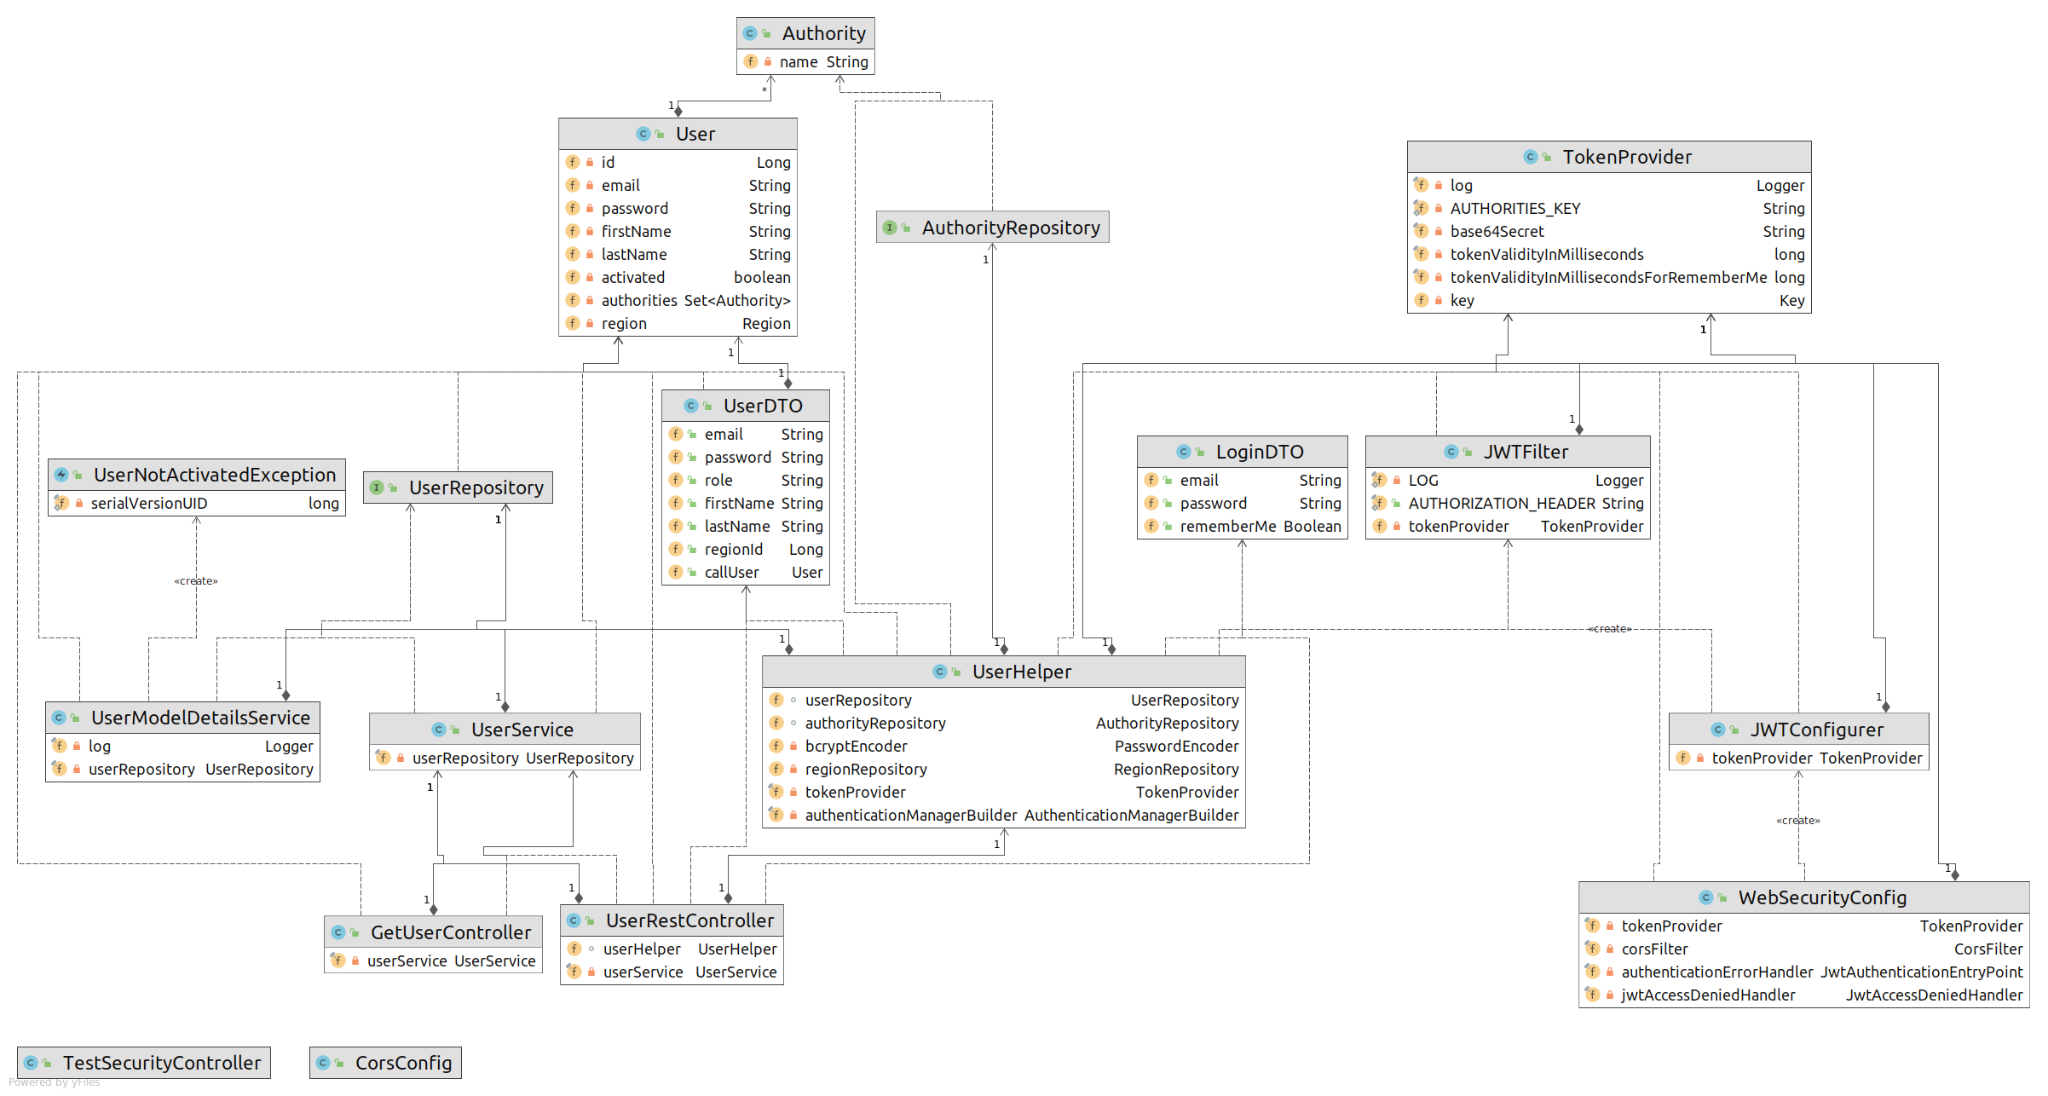 Authority
name String
*
1
User
id Long
email String
password String
firstName String
lastName String
activated boolean
authorities Set<Authority>
region Region
AuthorityRepository
1
TokenProvider
log Logger
AUTHORITIES_KEY String
base64Secret String
tokenValidityInMilliseconds long
tokenValidityInMillisecondsForRememberMe long
key Key
1
1
1
UserDTO
email String
password String
role String
firstName String
lastName String
regionId Long
callUser User
UserNotActivatedException
serialVersionUID long
UserRepository
1
LoginDTO
email String
password String
rememberMe Boolean
1
JWTFilter
LOG Logger
AUTHORIZATION_HEADER String
tokenProvider TokenProvider
«create»
«create»
1
1
1
UserHelper
userRepository UserRepository
authorityRepository AuthorityRepository
bcryptEncoder PasswordEncoder
regionRepository RegionRepository
tokenProvider TokenProvider
authenticationManagerBuilder AuthenticationManagerBuilder
1
1
UserModelDetailsService
log Logger
userRepository UserRepository
1
UserService
userRepository UserRepository
1
1
JWTConfigurer
tokenProvider TokenProvider
«create»
1
GetUserController
userService UserService
1
1
UserRestController
userHelper UserHelper
userService UserService
1
WebSecurityConfig
tokenProvider TokenProvider
corsFilter CorsFilter
authenticationErrorHandler JwtAuthenticationEntryPoint
jwtAccessDeniedHandler JwtAccessDeniedHandler
TestSecurityController
CorsConfig
Powered by yFiles